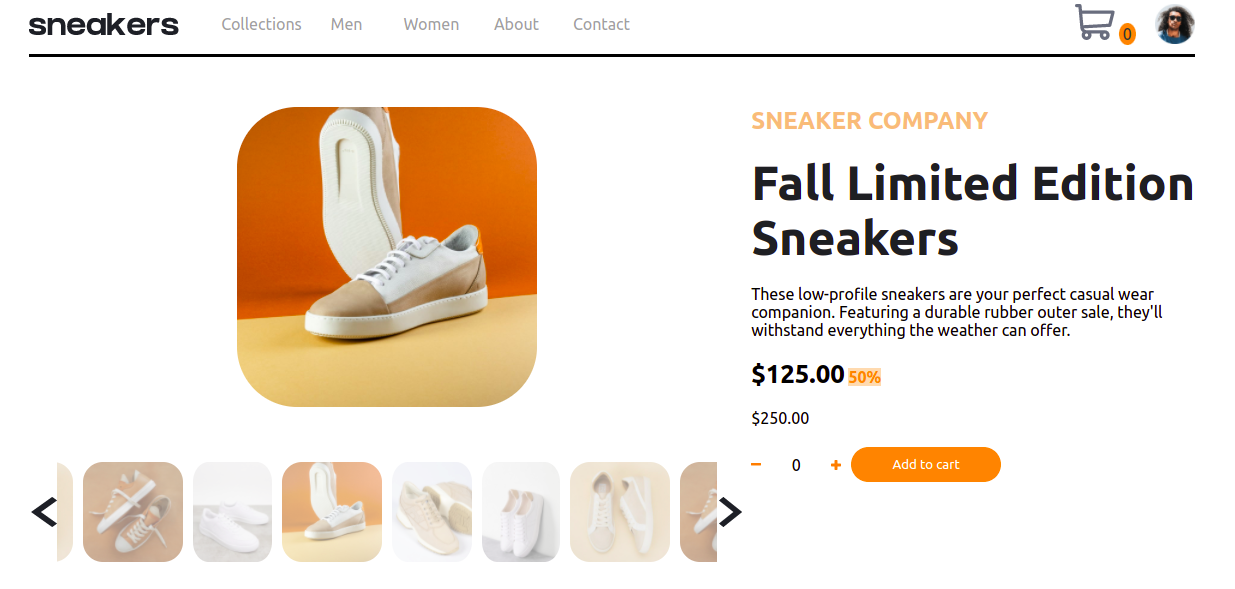 sneakers Collections Men Women About Contact 0
SNEAKER COMPANY
Fall Limited Edition
Sneakers
These low-profile sneakers are your perfect casual wear
companion. Featuring a durable rubber outer sale, they'll
withstand everything the weather can offer.
$125.00 50%
$250.00
− 0 + Add to cart